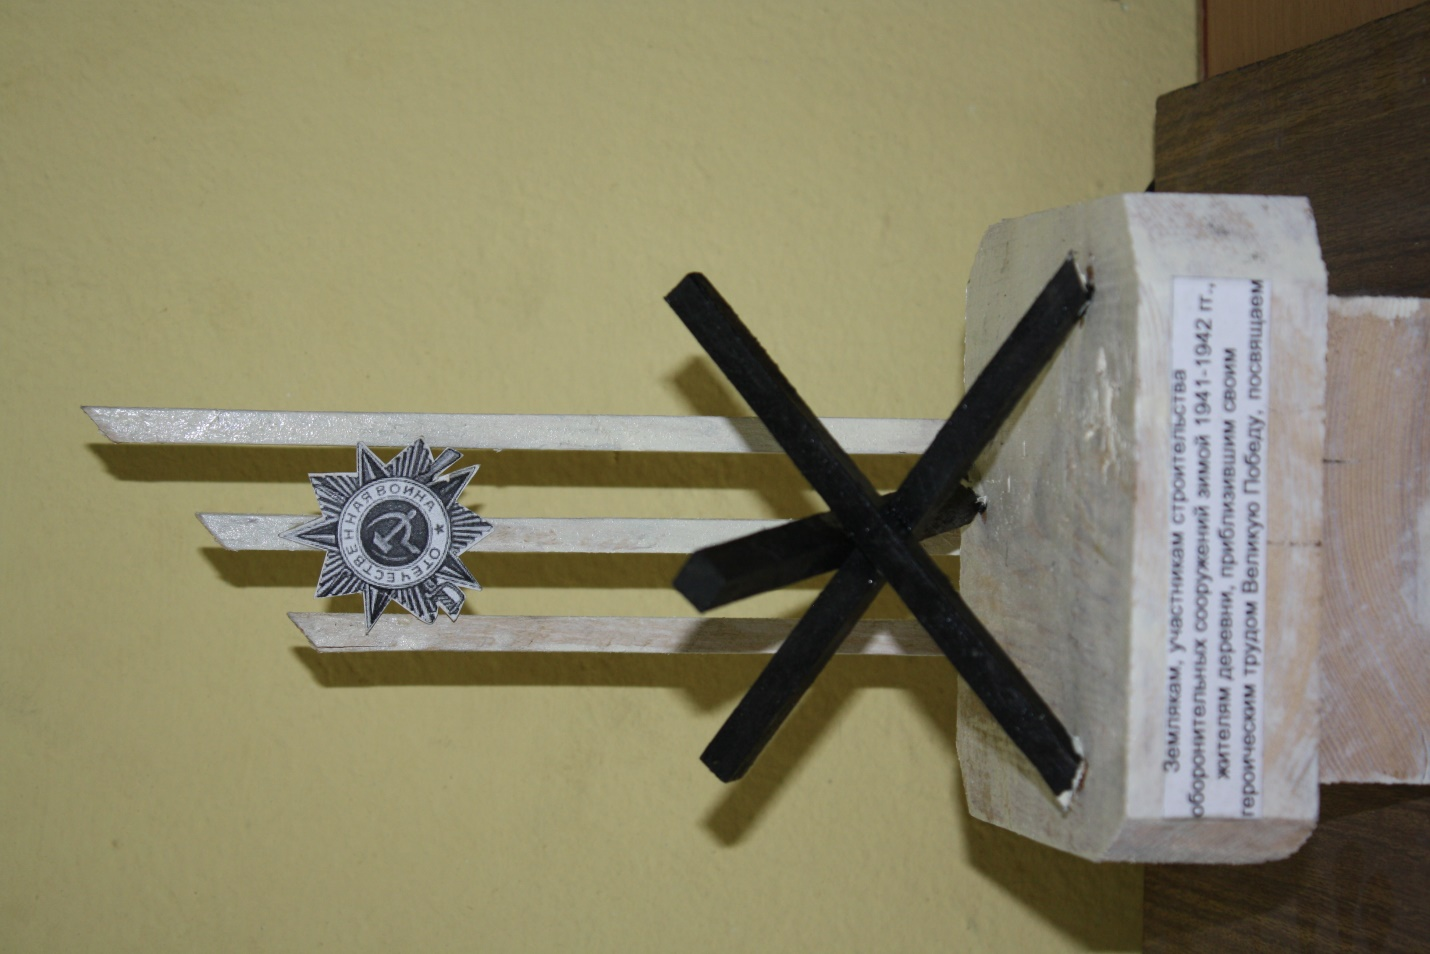 ОТЕЧЕСТВЕННАЯ ВОЙНА
Землякам, участникам строительства
оборонительных сооружений зимой 1941-1942 гг.,
жителям деревни, приблизившим своим
героическим трудом Великую Победу, посвящаем